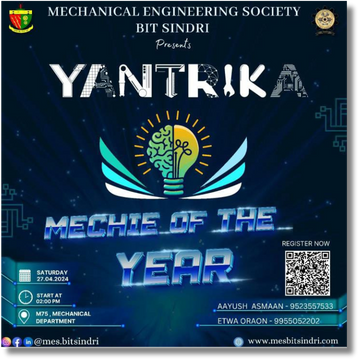 MECHANICAL ENGINEERING SOCIETY
BIT SINDRI
Presents
YANTRIKA
MECHIE OF THE
YEAR
REGISTER NOW
SATURDAY
27.04.2024
START AT
02:00 PM
M75, MECHANICAL
DEPARTMENT
AAYUSH ASMAAN - 9523557533
ETWA ORAON - 9955052202
@mes.bitsindri
www.mesbitsindri.com